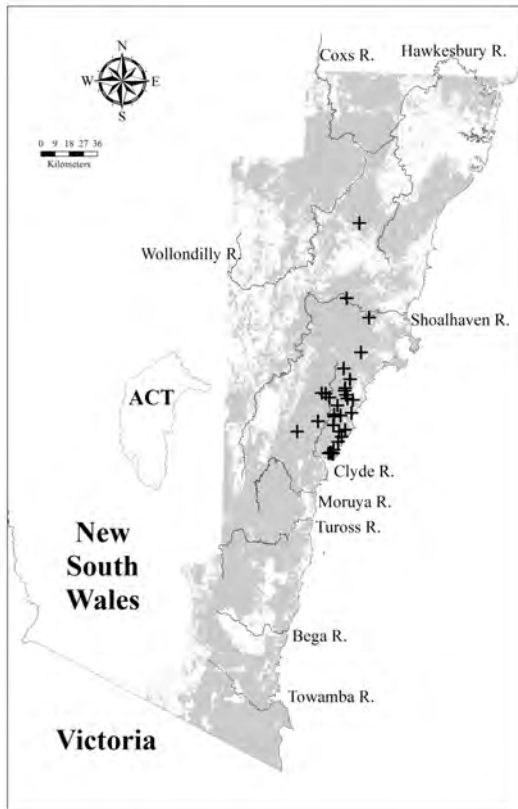 Coxs R.
Hawkesbury R.
N
W
E
S
0 9 18 27 36
Kilometers
Wollondilly R.
Shoalhaven R.
ACT
Clyde R.
Moruya R.
Tuross R.
New
South
Wales
Bega R.
Towamba R.
Victoria